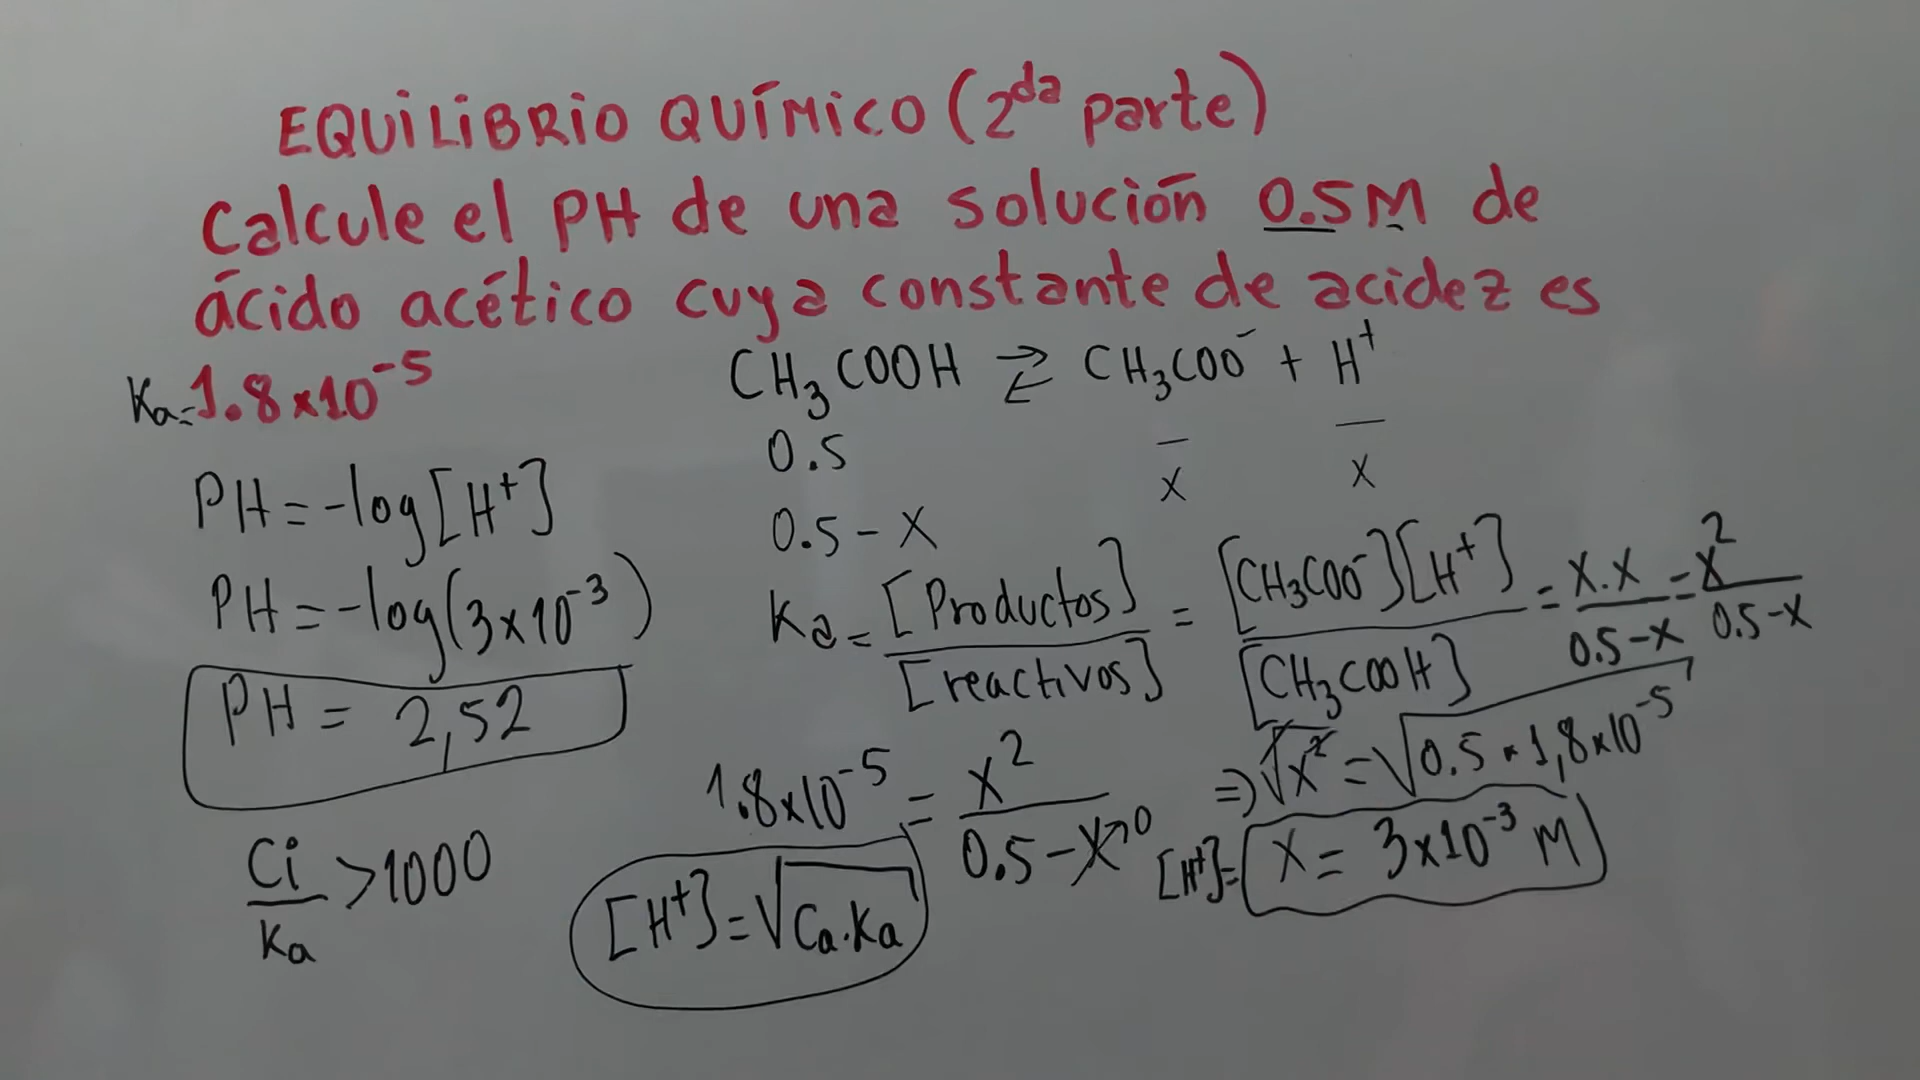 EQUILIBRIO QUÍMICO (2da parte)
Calcule el PH de una solución 0.5M de
ácido acético cuya constante de acidez es
Ka=1.8x10⁻⁵
CH₃COOH ⇄ CH₃COO⁻ + H⁺
0.5 — —
x x
0.5 - X
PH = -log[H⁺]
PH = -log(3x10⁻³)
PH = 2,52
Ci/Ka >1000
Ka = [Productos]/[reactivos] = [CH₃COO⁻][H⁺]/[CH₃COOH] = X.X/0.5-X = X²/0.5-X
1.8x10⁻⁵ = X²/0.5-X→0
⇒ √X² = √0.5 * 1,8x10⁻⁵
[H⁺]= X = 3x10⁻³ M
[H⁺] = √Ca.Ka